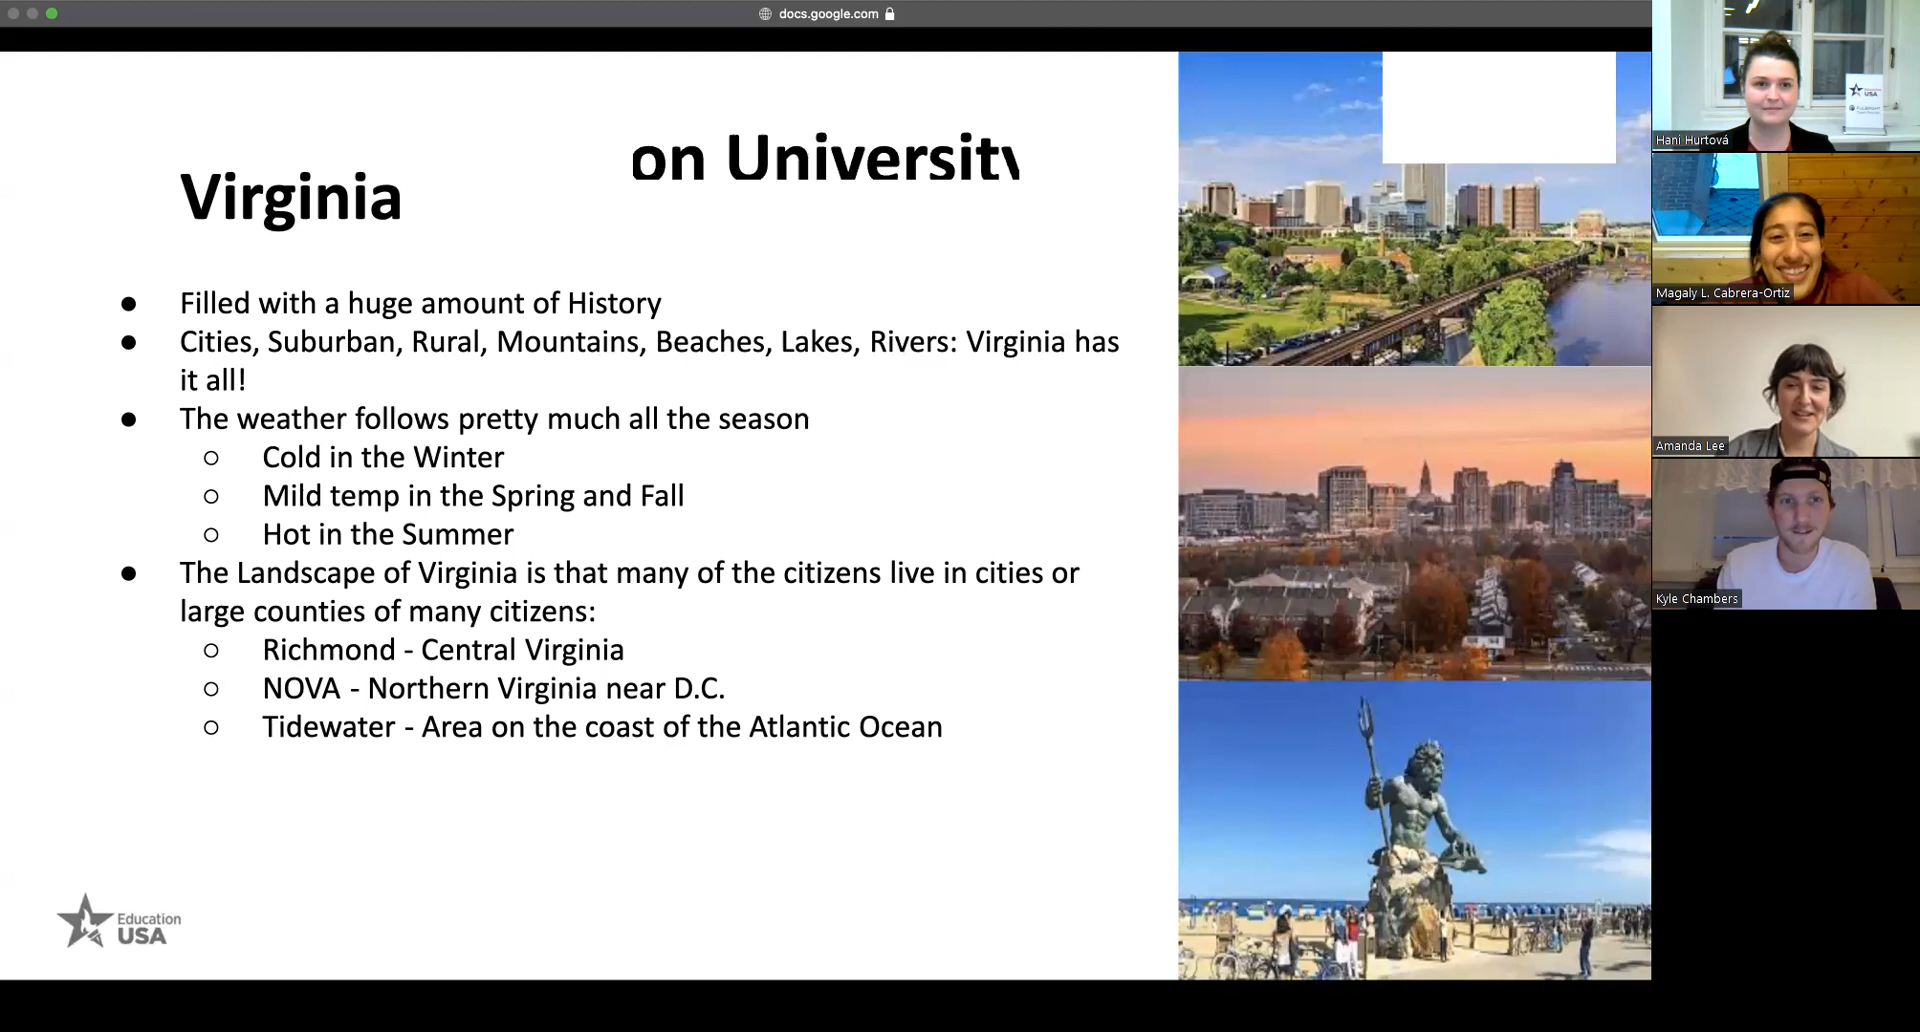 docs.google.com
on University
Virginia
● Filled with a huge amount of History
● Cities, Suburban, Rural, Mountains, Beaches, Lakes, Rivers: Virginia has
it all!
● The weather follows pretty much all the season
○ Cold in the Winter
○ Mild temp in the Spring and Fall
○ Hot in the Summer
● The Landscape of Virginia is that many of the citizens live in cities or
large counties of many citizens:
○ Richmond - Central Virginia
○ NOVA - Northern Virginia near D.C.
○ Tidewater - Area on the coast of the Atlantic Ocean
Education
USA
Hani Hurtová
USA
Magaly L. Cabrera-Ortiz
Amanda Lee
Kyle Chambers